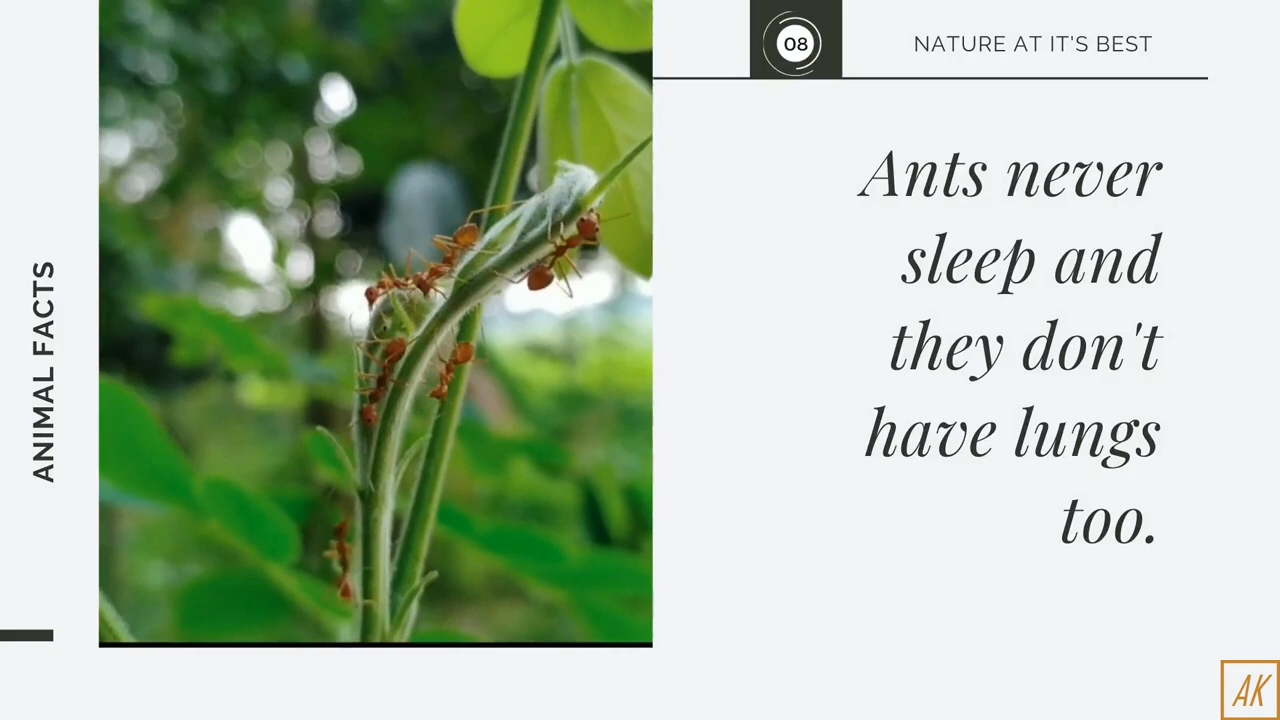 08
NATURE AT IT'S BEST
ANIMAL FACTS
Ants never
sleep and
they don't
have lungs
too.
AK